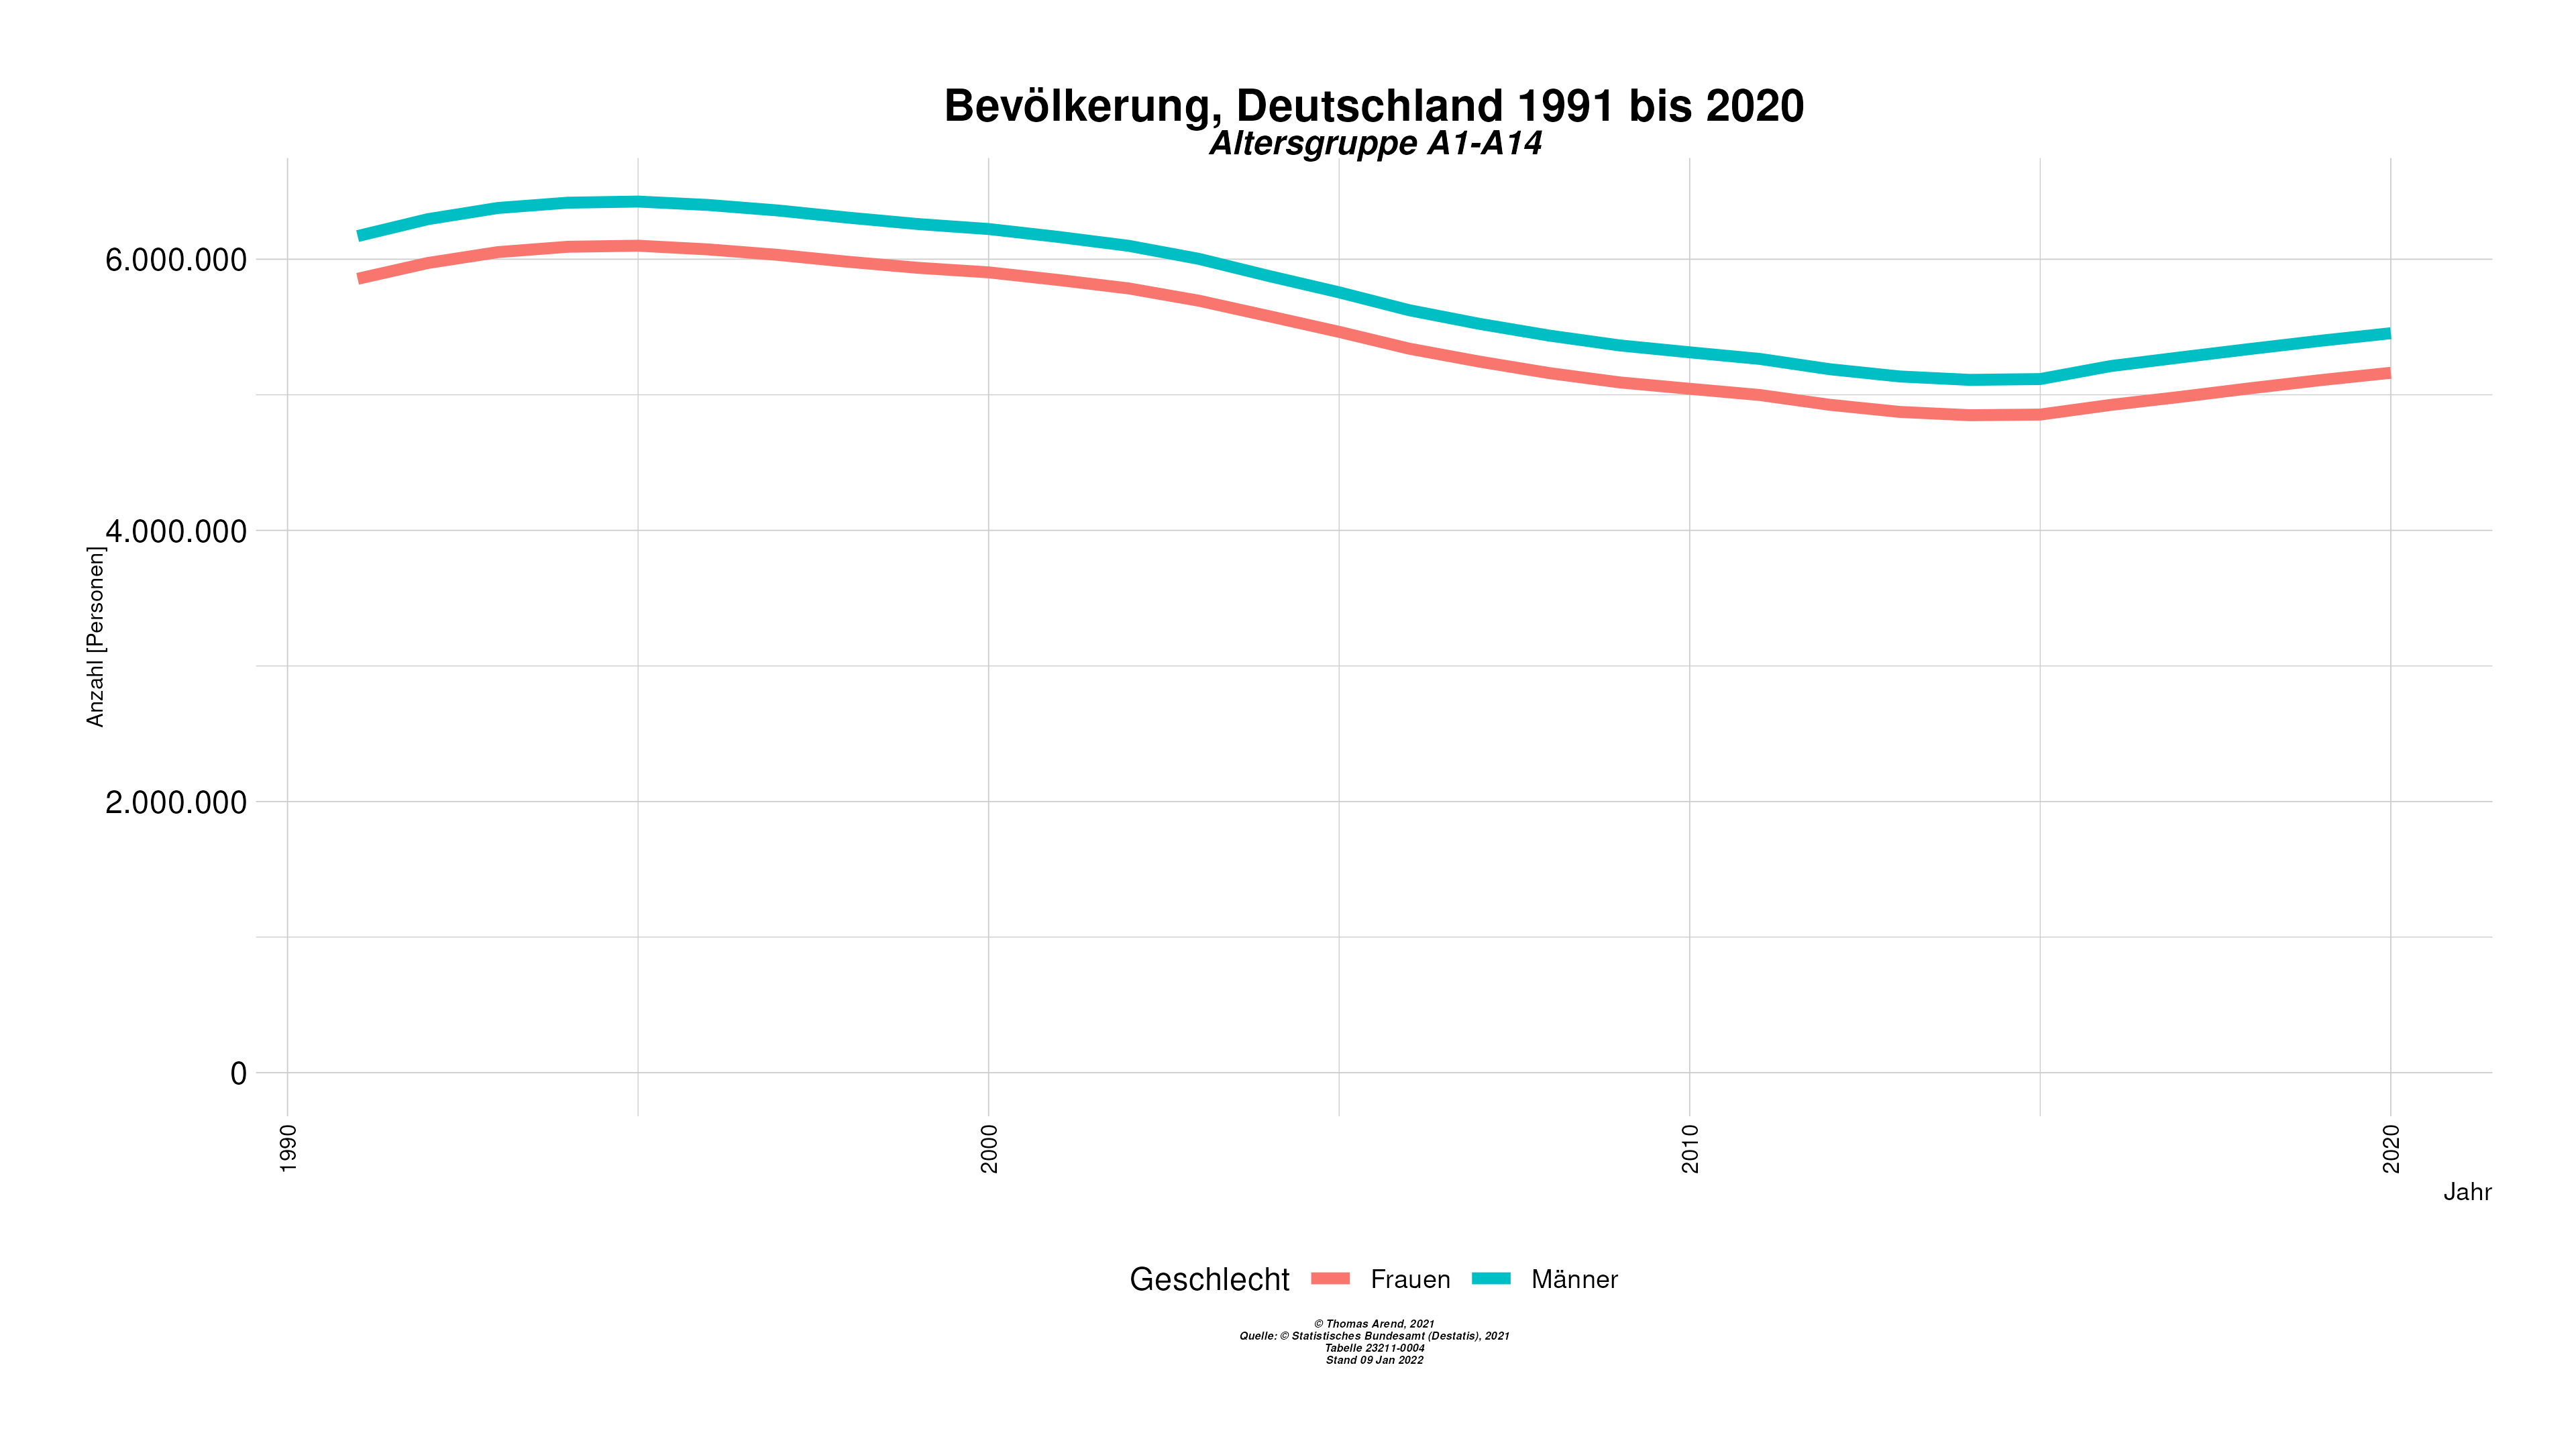 Bevölkerung, Deutschland 1991 bis 2020
Altersgruppe A1-A14
Anzahl [Personen]
6.000.000
4.000.000
2.000.000
0
1990
2000
2010
2020
Jahr
Geschlecht Frauen Männer
© Thomas Arend, 2021
Quelle: © Statistisches Bundesamt (Destatis), 2021
Tabelle 23211-0004
Stand 09 Jan 2022